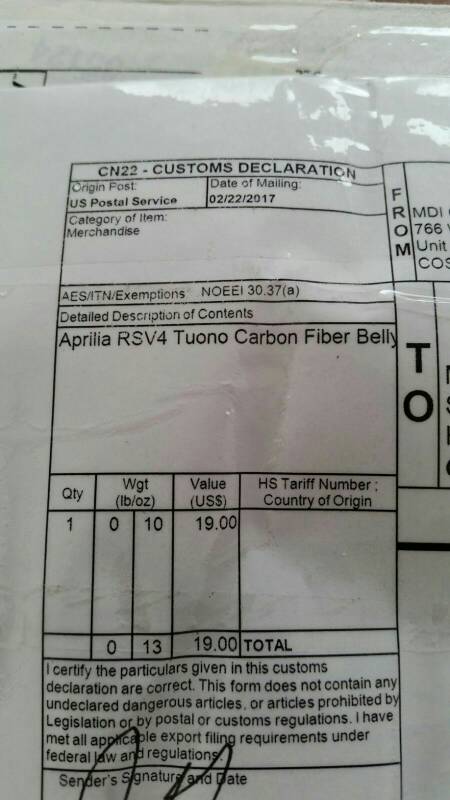 CN22 - CUSTOMS DECLARATION
Origin Post:
US Postal Service
Date of Mailing:
02/22/2017
Category of Item:
Merchandise
F
R
O
M
MDI
766
Unit
COS
AES/ITN/Exemptions NOEEI 30.37(a)
Detailed Description of Contents
Aprilia RSV4 Tuono Carbon Fiber Belly
T
O
Qty
Wgt
(lb/oz)
Value
(US$)
HS Tariff Number ;
Country of Origin
1 0 10 19.00
0 13 19.00 TOTAL
I certify the particulars given in this customs
declaration are correct. This form does not contain any
undeclared dangerous articles, or articles prohibited by
Legislation or by postal or customs regulations. I have
met all applicable export filing requirements under
federal law and regulations.
Sender's Signature and Date